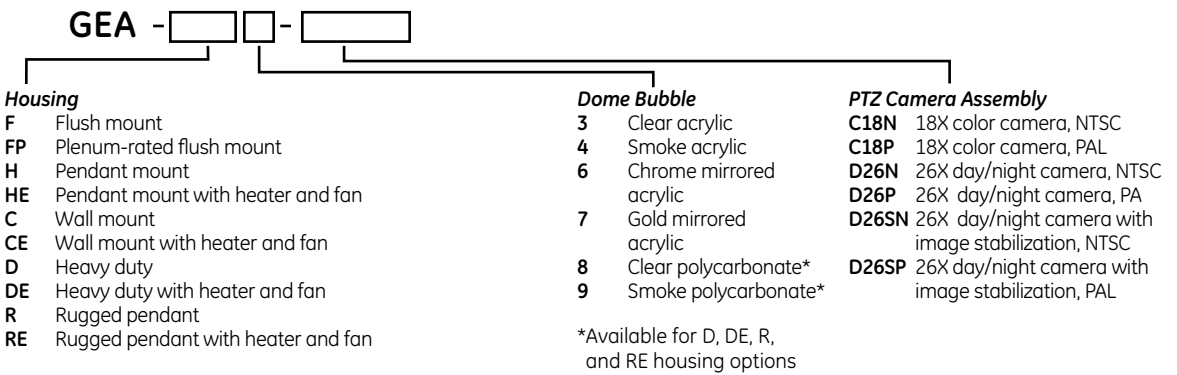 GEA - -
Housing
F Flush mount
FP Plenum-rated flush mount
H Pendant mount
HE Pendant mount with heater and fan
C Wall mount
CE Wall mount with heater and fan
D Heavy duty
DE Heavy duty with heater and fan
R Rugged pendant
RE Rugged pendant with heater and fan
Dome Bubble
3 Clear acrylic
4 Smoke acrylic
6 Chrome mirrored
acrylic
7 Gold mirrored
acrylic
8 Clear polycarbonate*
9 Smoke polycarbonate*
*Available for D, DE, R,
and RE housing options
PTZ Camera Assembly
C18N 18X color camera, NTSC
C18P 18X color camera, PAL
D26N 26X day/night camera, NTSC
D26P 26X day/night camera, PA
D26SN 26X day/night camera with
image stabilization, NTSC
D26SP 26X day/night camera with
image stabilization, PAL